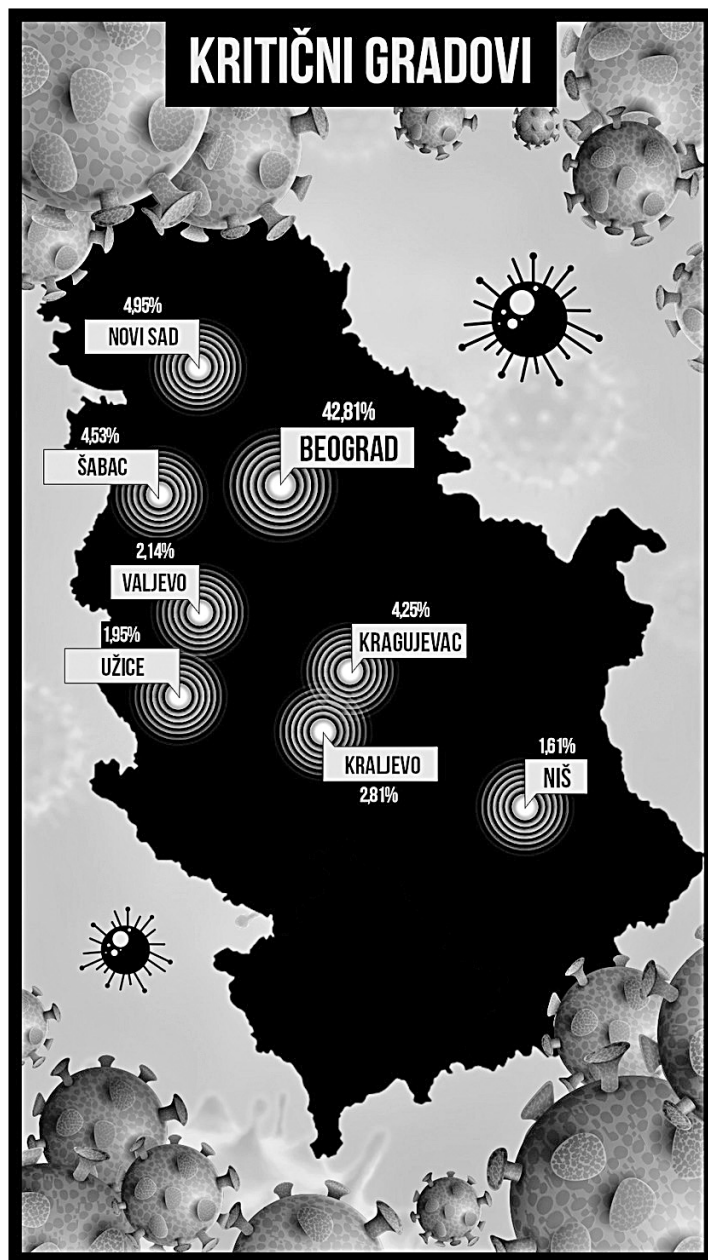 KRITIČNI GRADOVI
4,95%
NOVI SAD
42,81%
BEOGRAD
4,53%
ŠABAC
2,14%
VALJEVO
4,25%
KRAGUJEVAC
1,95%
UŽICE
KRALJEVO
2,81%
1,61%
NIŠ